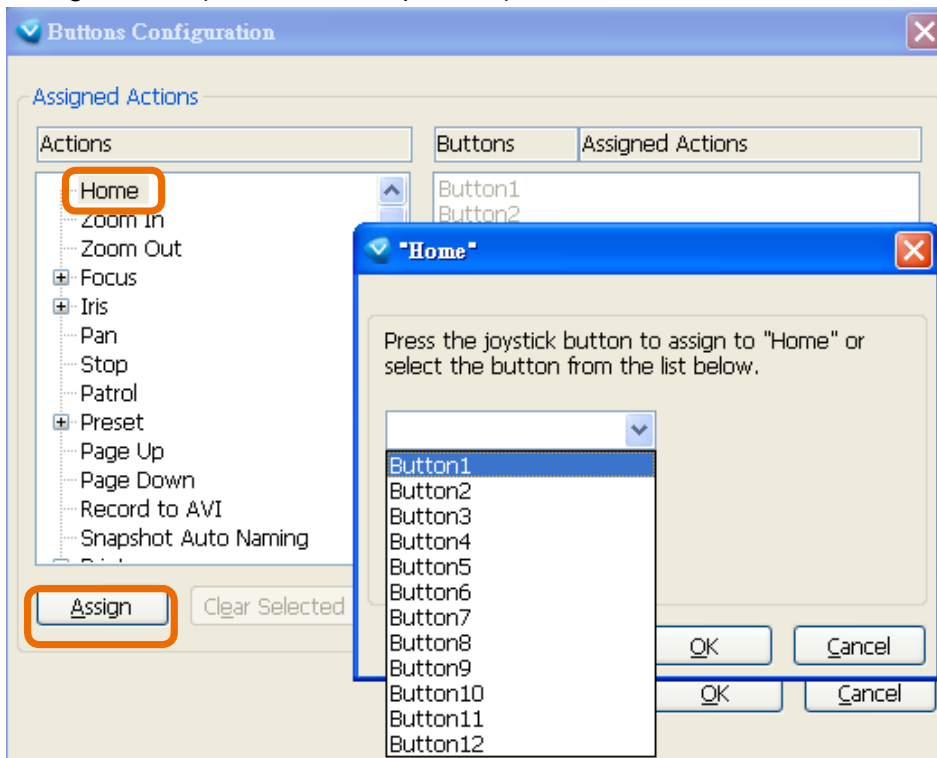 Buttons Configuration
Assigned Actions
Actions
Buttons
Assigned Actions
Home
Zoom In
Zoom Out
Focus
Iris
Pan
Stop
Patrol
Preset
Page Up
Page Down
Record to AVI
Snapshot Auto Naming
Button1
Button2
"Home"
Press the joystick button to assign to "Home" or
select the button from the list below.
Button1
Button2
Button3
Button4
Button5
Button6
Button7
Button8
Button9
Button10
Button11
Button12
OK
Cancel
Assign
Clear Selected
OK
Cancel